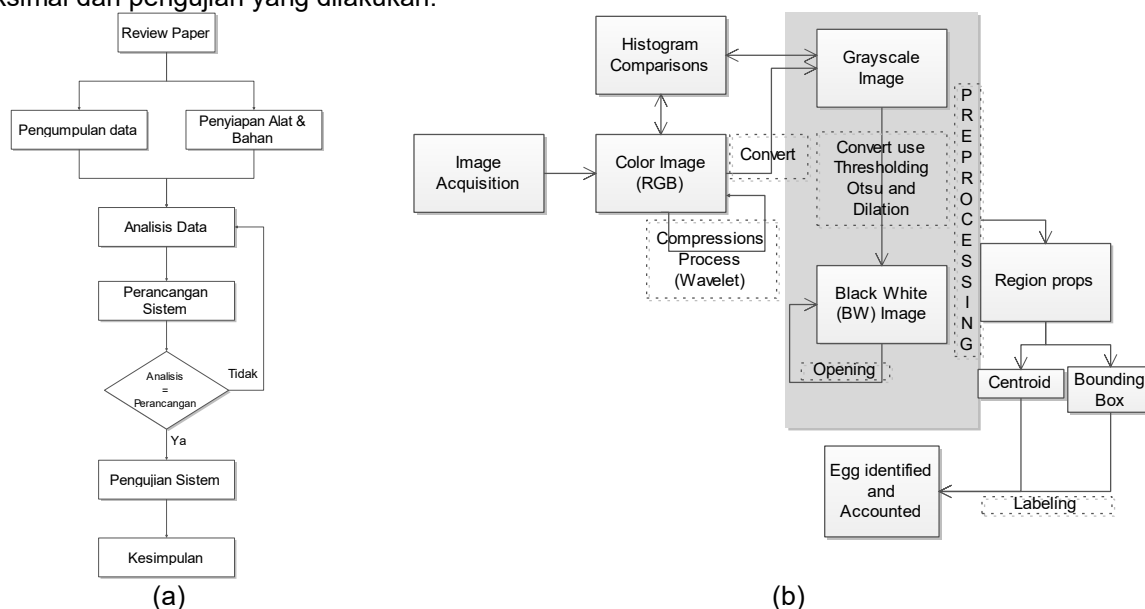 dan pengujian yang dilakukan.
Review Paper
Pengumpulan data
Penyiapan Alat &
Bahan
Analisis Data
Perancangan
Sistem
Analisis
=
Perancangan
Tidak
Ya
Pengujian Sistem
Kesimpulan
(a)
Histogram
Comparisons
Grayscale
Image
Image
Acquisition
Color Image
(RGB)
Convert
Convert use
Thresholding
Otsu and
Dilation
Compressions
Process
(Wavelet)
Black White
(BW) Image
Opening
PREPROCESSING
Region props
Centroid
Bounding
Box
Egg identified
and
Accounted
Labeling
(b)